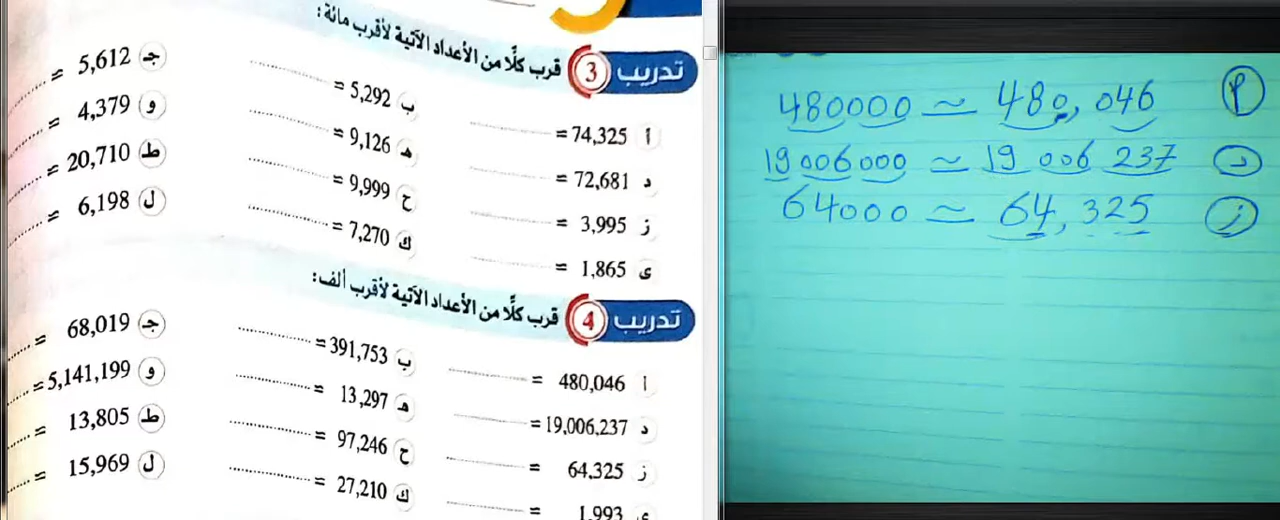 تدريب 3 قرب كلًّا من الأعداد الآتية لأقرب مائة:
أ 74,325 = ........ ب 5,292 = ........ جـ 5,612 = ........
د 72,681 = ........ هـ 9,126 = ........ و 4,379 = ........
ز 3,995 = ........ ح 9,999 = ........ ط 20,710 = ........
ى 1,865 = ........ ك 7,270 = ........ ل 6,198 = ........
تدريب 4 قرب كلًّا من الأعداد الآتية لأقرب ألف:
أ 480,046 = ........ ب 391,753 = ........ جـ 68,019 = ........
د 19,006,237 = ........ هـ 13,297 = ........ و 5,141,199 = ........
ز 64,325 = ........ ح 97,246 = ........ ط 13,805 = ........
ى 1,993 = ........ ك 27,210 = ........ ل 15,969 = ........
أ 480,046 ≃ 480000
د 19 006 237 ≃ 19006000
ز 64,325 ≃ 64000